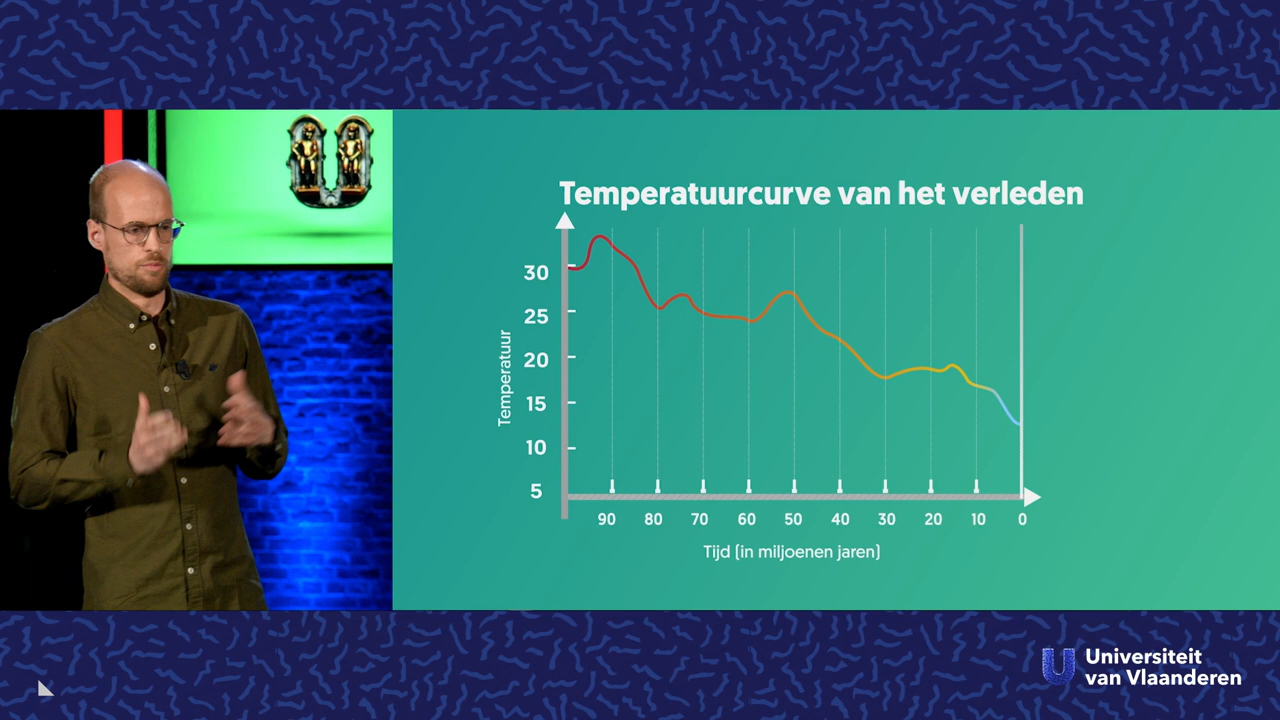 Temperatuurcurve van het verleden
Temperatuur
30
25
20
15
10
5
90 80 70 60 50 40 30 20 10 0
Tijd (in miljoenen jaren)
Universiteit
van Vlaanderen